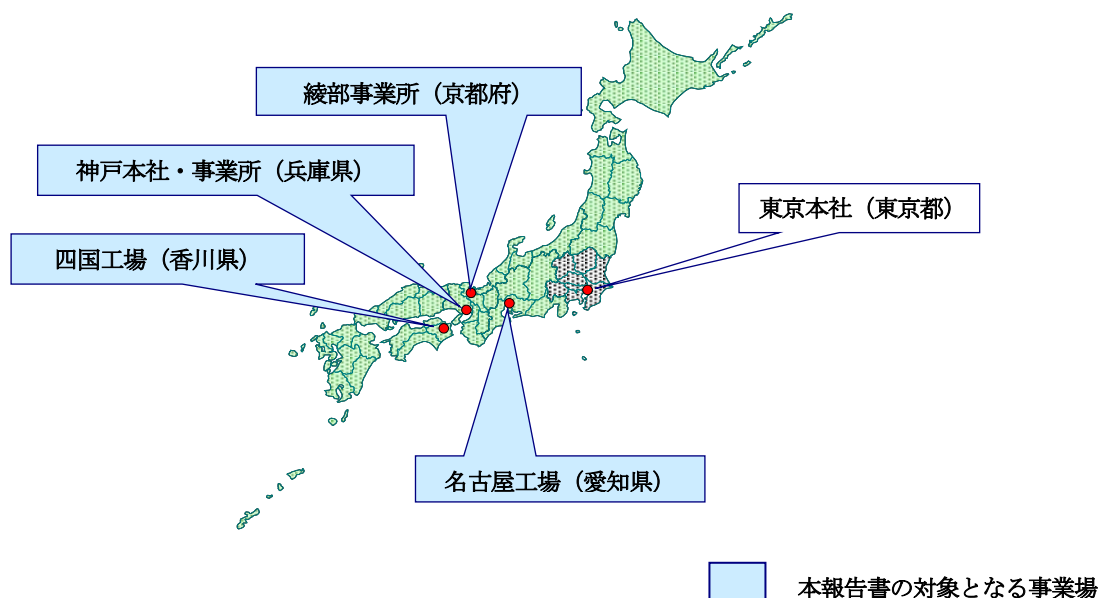 綾部事業所（京都府）
神戸本社・事業所（兵庫県）
東京本社（東京都）
四国工場（香川県）
名古屋工場（愛知県）
本報告書の対象となる事業場